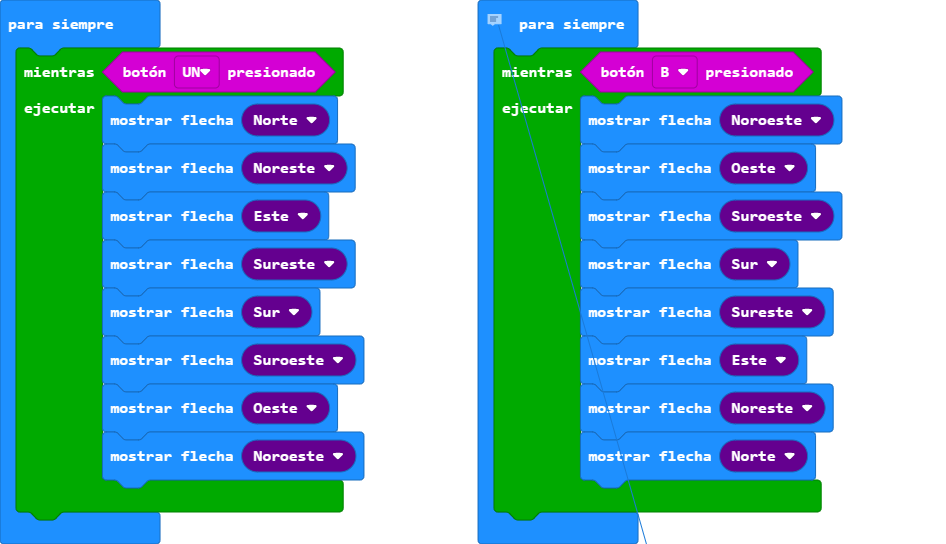 para siempre
mientras botón UN presionado
ejecutar
mostrar flecha Norte
mostrar flecha Noreste
mostrar flecha Este
mostrar flecha Sureste
mostrar flecha Sur
mostrar flecha Suroeste
mostrar flecha Oeste
mostrar flecha Noroeste
para siempre
mientras botón B presionado
ejecutar
mostrar flecha Noroeste
mostrar flecha Oeste
mostrar flecha Suroeste
mostrar flecha Sur
mostrar flecha Sureste
mostrar flecha Este
mostrar flecha Noreste
mostrar flecha Norte